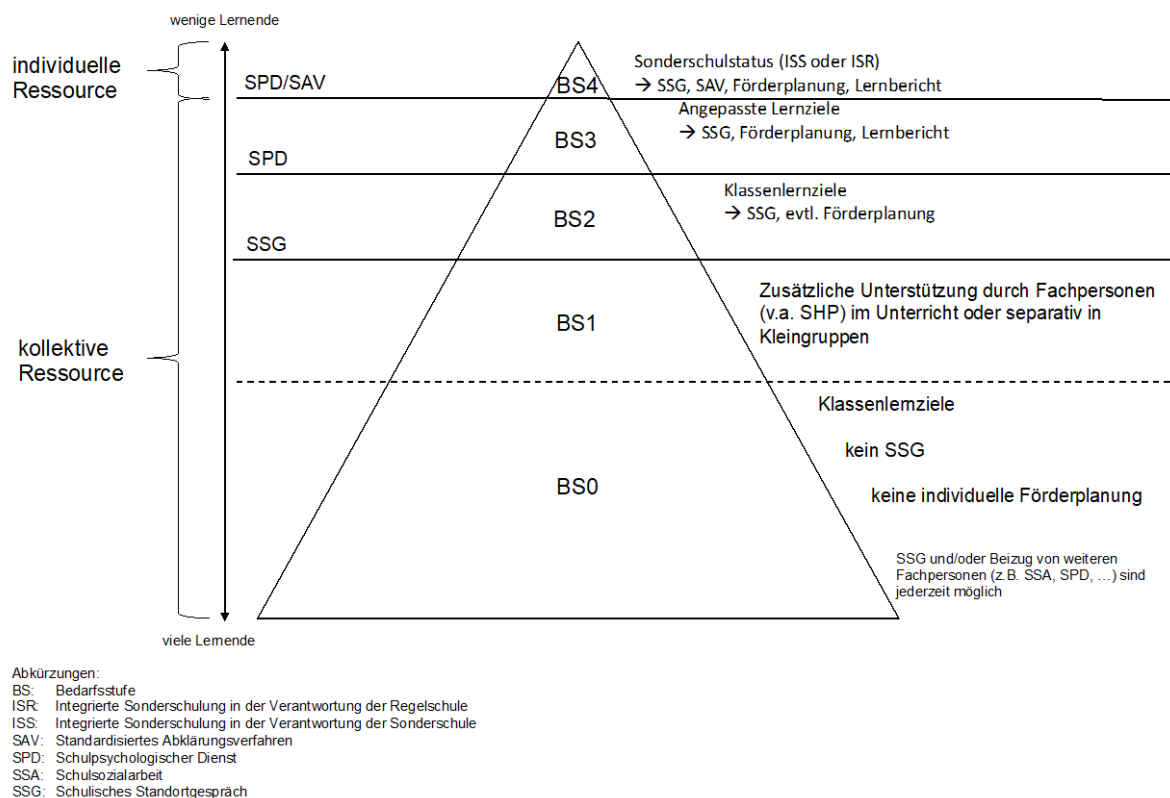 wenige Lernende
individuelle
Ressource
SPD/SAV
BS4
Sonderschulstatus (ISS oder ISR)
→ SSG, SAV, Förderplanung, Lernbericht
Angepasste Lernziele
→ SSG, Förderplanung, Lernbericht
BS3
SPD
Klassenlernziele
→ SSG, evtl. Förderplanung
BS2
SSG
Zusätzliche Unterstützung durch Fachpersonen
(v.a. SHP) im Unterricht oder separativ in
Kleingruppen
BS1
kollektive
Ressource
Klassenlernziele
kein SSG
BS0
keine individuelle Förderplanung
SSG und/oder Beizug von weiteren
Fachpersonen (z.B. SSA, SPD, …) sind
jederzeit möglich
viele Lernende
Abkürzungen:
BS: Bedarfsstufe
ISR: Integrierte Sonderschulung in der Verantwortung der Regelschule
ISS: Integrierte Sonderschulung in der Verantwortung der Sonderschule
SAV: Standardisiertes Abklärungsverfahren
SPD: Schulpsychologischer Dienst
SSA: Schulsozialarbeit
SSG: Schulisches Standortgespräch